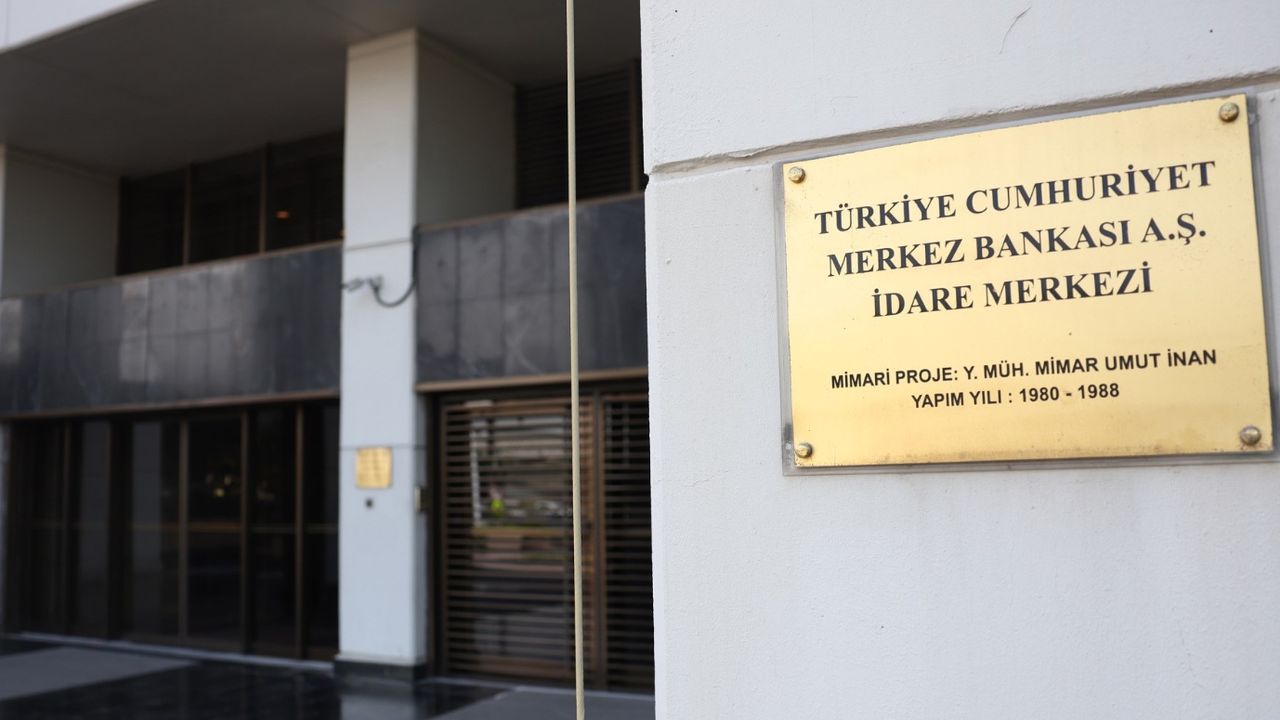 TÜRKİYE CUMHURİYET
MERKEZ BANKASI A.Ş.
İDARE MERKEZİ
MİMARİ PROJE: Y. MÜH. MİMAR UMUT İNAN
YAPIM YILI : 1980 - 1988